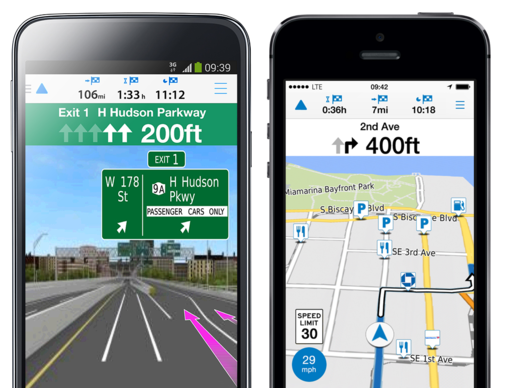 3G 09:39
106mi 1:33h 11:12
Exit 1 H Hudson Parkway
200ft
EXIT 1
W 178 St
9A H Hudson Pkwy
PASSENGER CARS ONLY
LTE 09:42
0:36h 7mi 10:18
2nd Ave
400ft
Miamarina Bayfront Park
S Biscay Blvd
S Bisc e Blvd
P
P
P
SE 3rd Ave
SPEED LIMIT 30
29 mph
SE 1st Ave